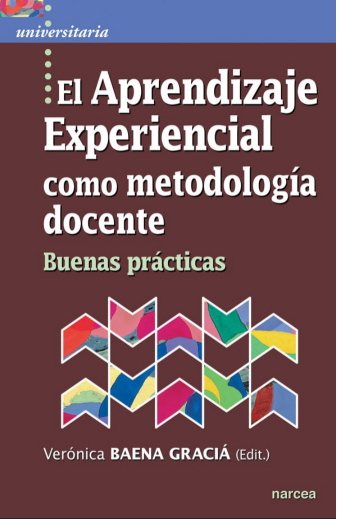 universitaria
El Aprendizaje
Experiencial
como metodología
docente
Buenas prácticas
Verónica BAENA GRACIÁ (Edit.)
narcea